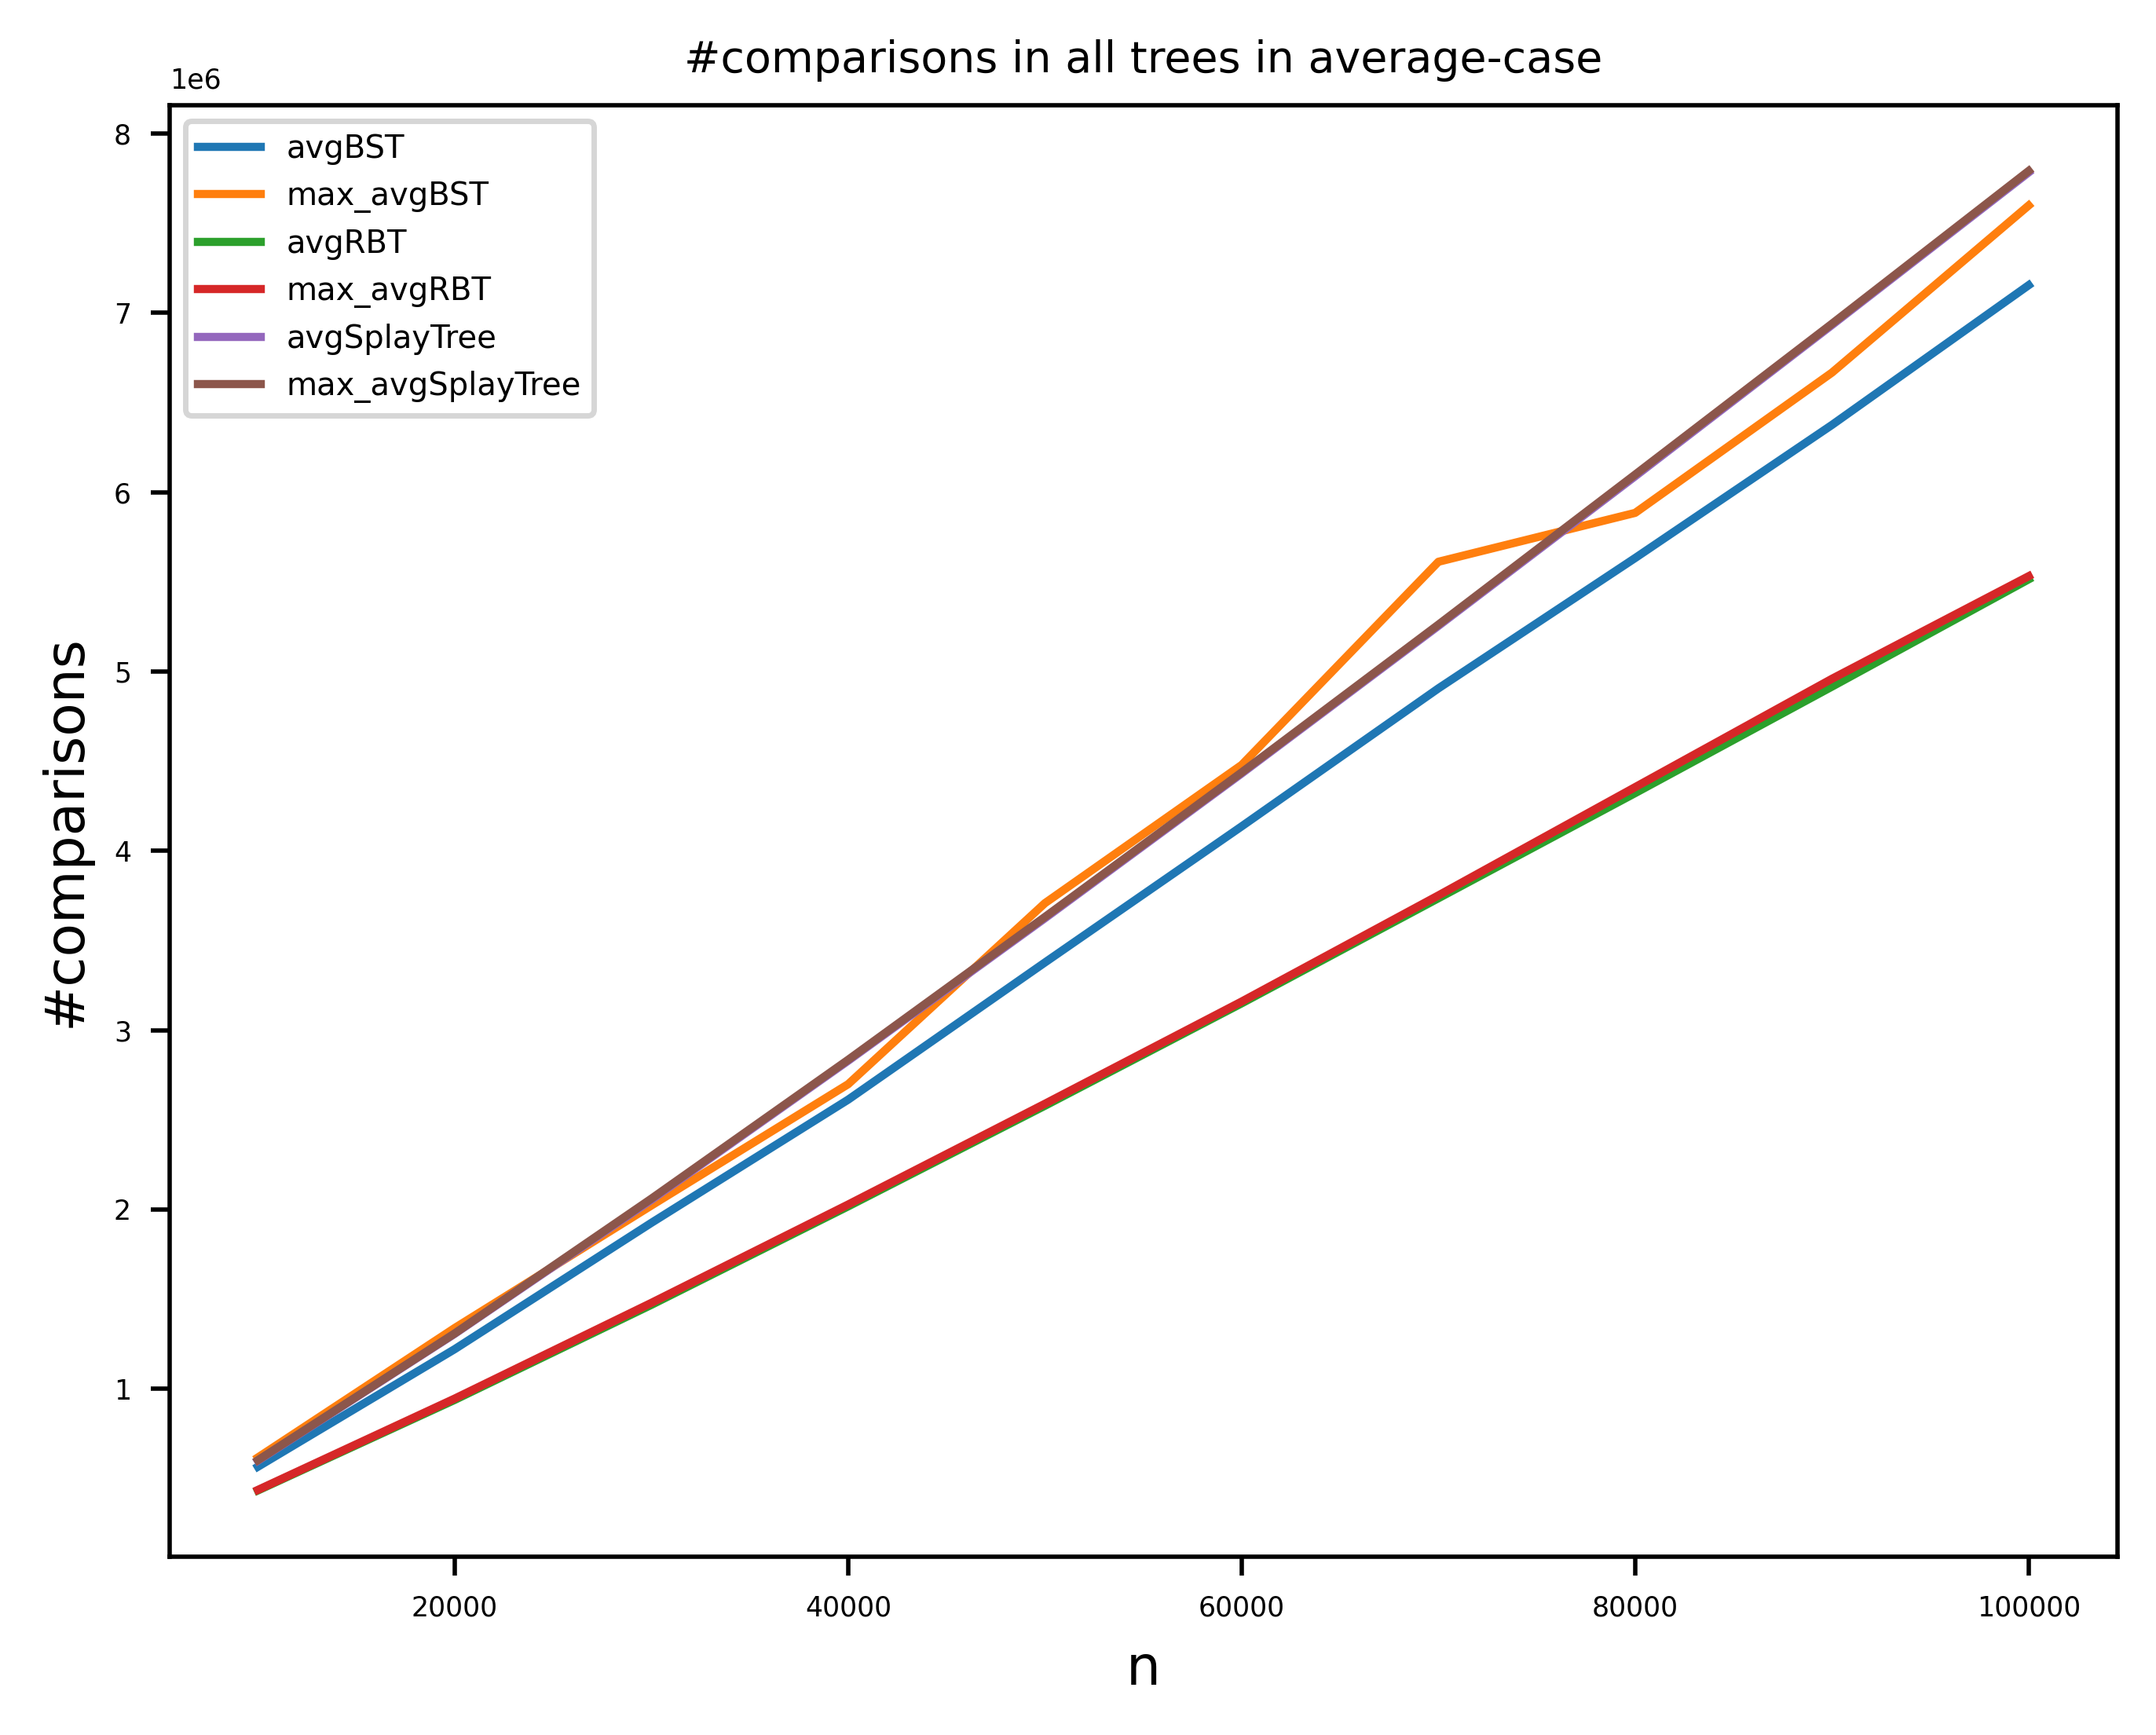 #comparisons in all trees in average-case
1e6
8
7
6
5
4
3
2
1
#comparisons
avgBST
max_avgBST
avgRBT
max_avgRBT
avgSplayTree
max_avgSplayTree
20000
40000
60000
80000
100000
n